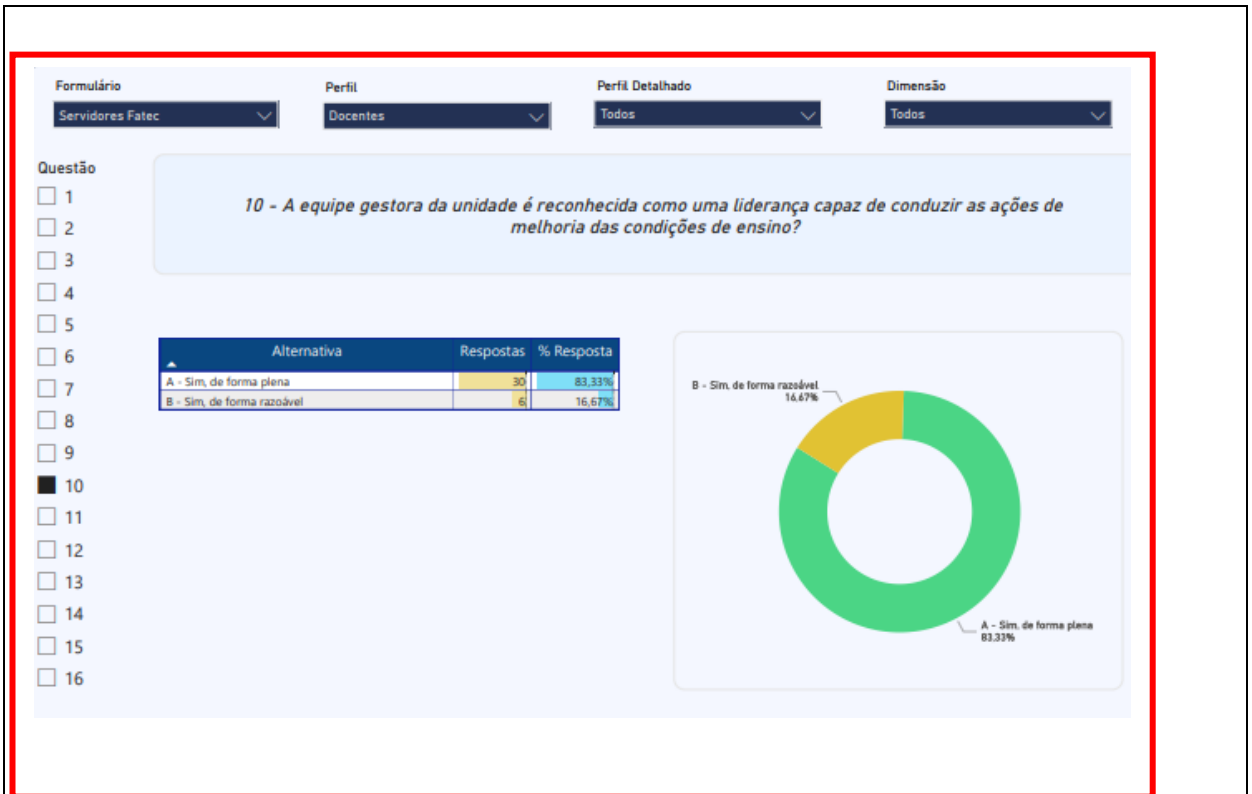 Formulário
Perfil
Perfil Detalhado
Dimensão
Servidores Fatec
Docentes
Todos
Todos
Questão
1
2
3
4
5
6
7
8
9
10
11
12
13
14
15
16
10 - A equipe gestora da unidade é reconhecida como uma liderança capaz de conduzir as ações de
melhoria das condições de ensino?
Alternativa Respostas % Resposta
A - Sim, de forma plena 30 83,33%
B - Sim, de forma razoável 6 16,67%
B - Sim, de forma razoável
16,67%
A - Sim, de forma plena
83,33%